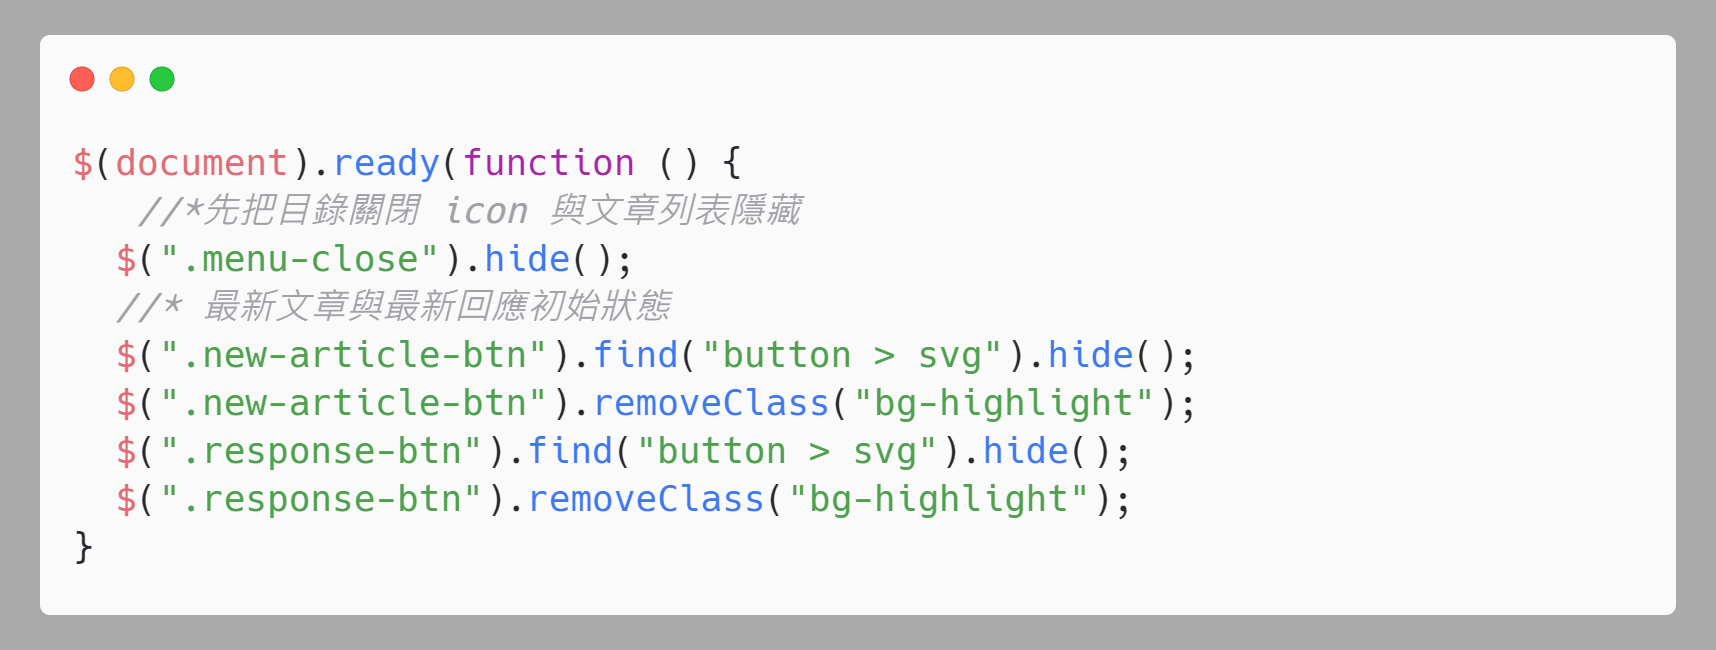 $(document).ready(function () {
//*先把目錄關閉 icon 與文章列表隱藏
$(".menu-close").hide();
//* 最新文章與最新回應初始狀態
$(".new-article-btn").find("button > svg").hide();
$(".new-article-btn").removeClass("bg-highlight");
$(".response-btn").find("button > svg").hide();
$(".response-btn").removeClass("bg-highlight");
}